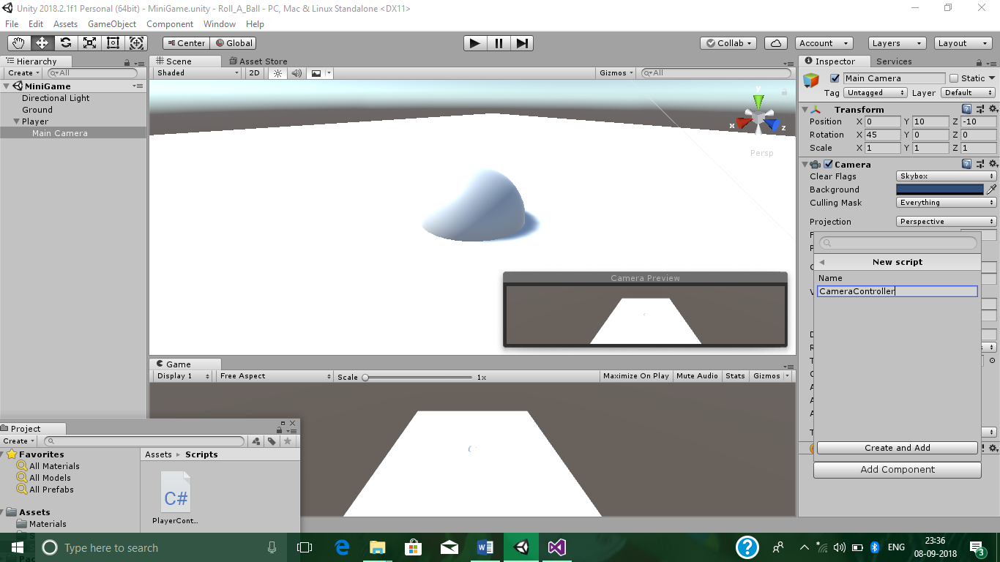 Unity 2018.2.1f1 Personal (64bit) - MiniGame.unity - Roll_A_Ball - PC, Mac & Linux Standalone <DX11>
File Edit Assets GameObject Component Window Help
Center Global Collab Account Layers Layout
Hierarchy
Create All
MiniGame
Directional Light
Ground
Player
Main Camera
Scene Asset Store
Shaded 2D Gizmos All
y
x z
Persp
Camera Preview
Game
Display 1 Free Aspect Scale 1x Maximize On Play Mute Audio Stats Gizmos
Inspector Services
Main Camera Static
Tag Untagged Layer Default
Transform
Position X 0 Y 10 Z -10
Rotation X 45 Y 0 Z 0
Scale X 1 Y 1 Z 1
Camera
Clear Flags Skybox
Background
Culling Mask Everything
Projection Perspective
New script
Name
CameraController
Create and Add
Add Component
Project
Create
Favorites
All Materials
All Models
All Prefabs
Assets
Materials
Assets Scripts
C#
PlayerCont...
Type here to search
ENG
23:36
08-09-2018
3